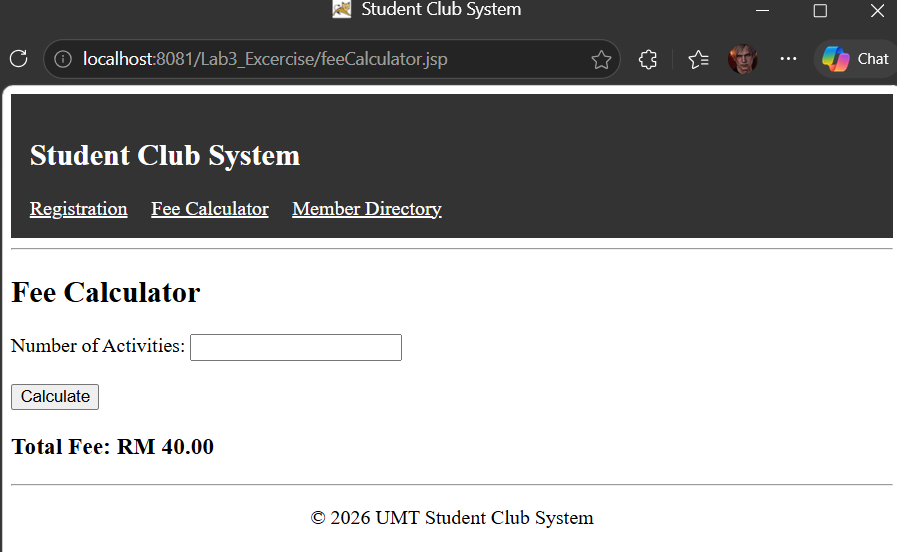 Student Club System
localhost:8081/Lab3_Excercise/feeCalculator.jsp
Chat
Student Club System
Registration Fee Calculator Member Directory
Fee Calculator
Number of Activities:
Calculate
Total Fee: RM 40.00
© 2026 UMT Student Club System